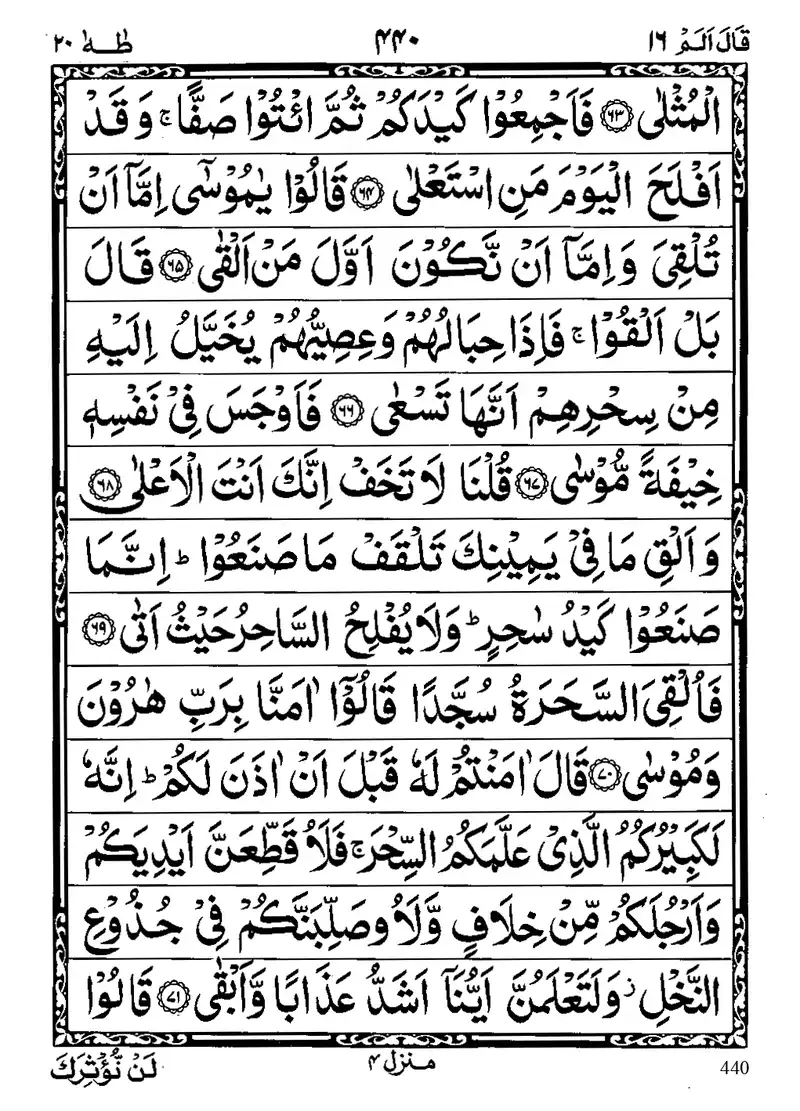 قَالَ اَلَمْ ١٦ ٤٤٠ طٰهٰ ٢٠
الْمُثْلٰى ﴿٦٣﴾ فَاَجْمِعُوْا كَيْدَكُمْ ثُمَّ ائْتُوْا صَفًّا ۚ وَقَدْ
اَفْلَحَ الْيَوْمَ مَنِ اسْتَعْلٰى ﴿٦٤﴾ قَالُوْا يٰمُوْسٰٓى اِمَّآ اَنْ
تُلْقِىَ وَاِمَّآ اَنْ نَّكُوْنَ اَوَّلَ مَنْ اَلْقٰى ﴿٦٥﴾ قَالَ
بَلْ اَلْقُوْا ۚ فَاِذَا حِبَالُهُمْ وَعِصِيُّهُمْ يُخَيَّلُ اِلَيْهِ
مِنْ سِحْرِهِمْ اَنَّهَا تَسْعٰى ﴿٦٦﴾ فَاَوْجَسَ فِىْ نَفْسِهٖ
خِيْفَةً مُّوْسٰى ﴿٦٧﴾ قُلْنَا لَا تَخَفْ اِنَّكَ اَنْتَ الْاَعْلٰى ﴿٦٨﴾
وَاَلْقِ مَا فِىْ يَمِيْنِكَ تَلْقَفْ مَا صَنَعُوْا ؕ اِنَّمَا
صَنَعُوْا كَيْدُ سٰحِرٍ ؕ وَلَا يُفْلِحُ السَّاحِرُ حَيْثُ اَتٰى ﴿٦٩﴾
فَاُلْقِىَ السَّحَرَةُ سُجَّدًا قَالُوْٓا اٰمَنَّا بِرَبِّ هٰرُوْنَ
وَمُوْسٰى ﴿٧٠﴾ قَالَ اٰمَنْتُمْ لَهٗ قَبْلَ اَنْ اٰذَنَ لَكُمْ ؕ اِنَّهٗ
لَكَبِيْرُكُمُ الَّذِىْ عَلَّمَكُمُ السِّحْرَ ۚ فَلَاُ قَطِّعَنَّ اَيْدِيَكُمْ
وَاَرْجُلَكُمْ مِّنْ خِلَافٍ وَّلَاُ وصَلِّبَنَّكُمْ فِىْ جُذُوْعِ
النَّخْلِ ز وَلَتَعْلَمُنَّ اَيُّنَآ اَشَدُّ عَذَابًا وَّاَبْقٰى ﴿٧١﴾ قَالُوْا
440 منزل ٤ لَنْ نُّؤْثِرَكَ